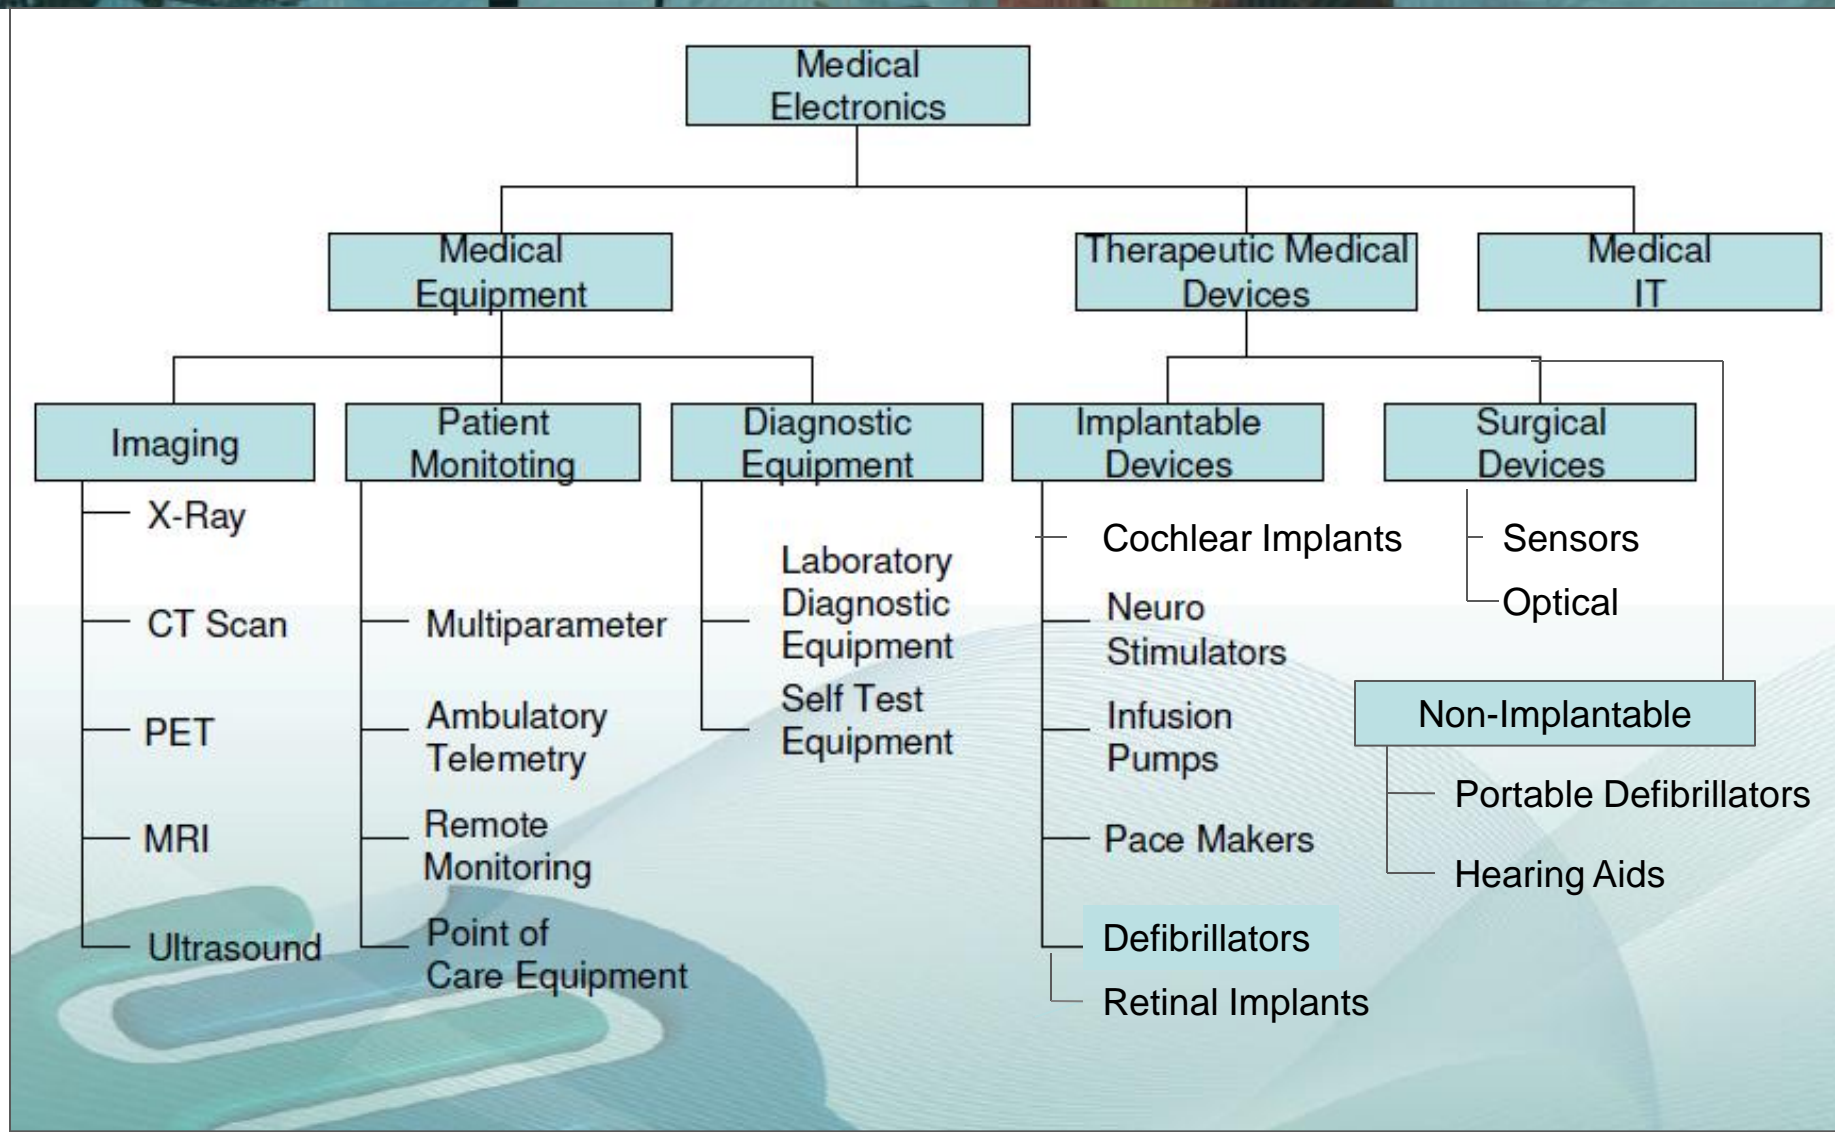 Medical
Electronics
Medical
Equipment
Therapeutic Medical
Devices
Medical
IT
Imaging
Patient
Monitoting
Diagnostic
Equipment
Implantable
Devices
Surgical
Devices
X-Ray
CT Scan
PET
MRI
Ultrasound
Multiparameter
Ambulatory
Telemetry
Remote
Monitoring
Point of
Care Equipment
Laboratory
Diagnostic
Equipment
Self Test
Equipment
Cochlear Implants
Neuro
Stimulators
Infusion
Pumps
Pace Makers
Defibrillators
Retinal Implants
Sensors
Optical
Non-Implantable
Portable Defibrillators
Hearing Aids